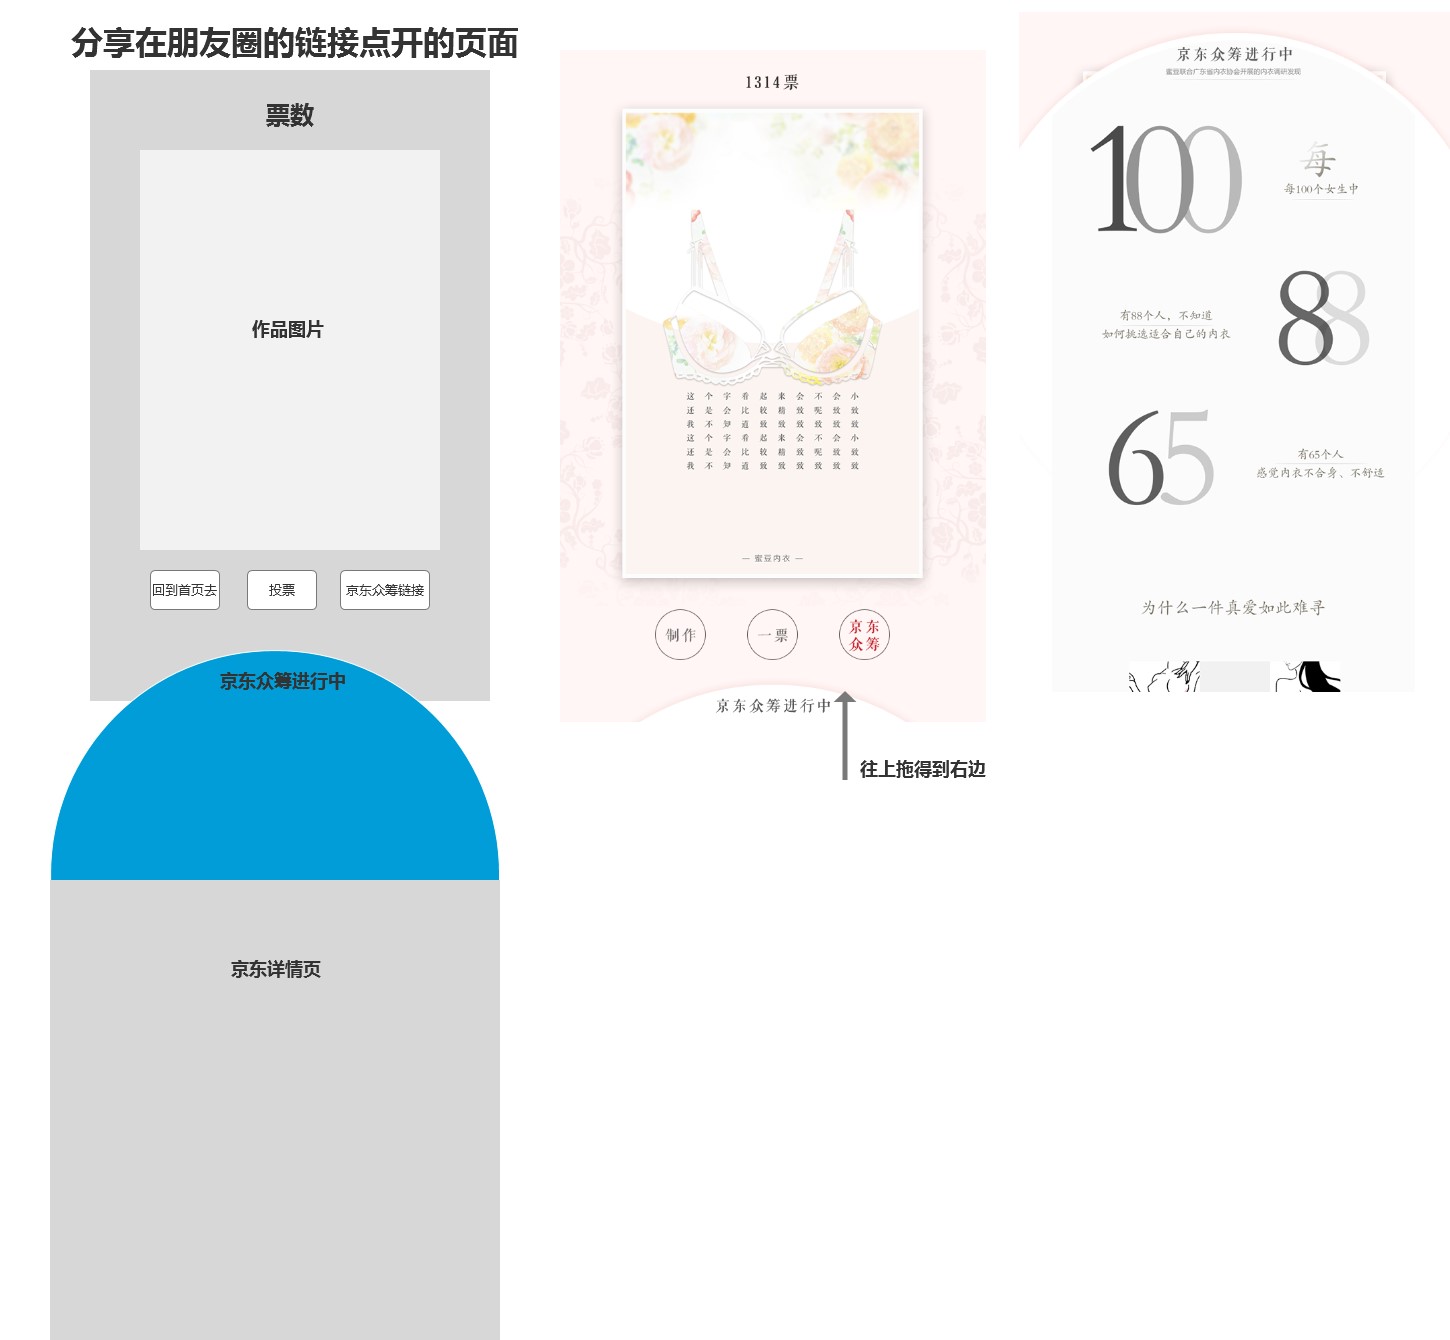 分享在朋友圈的链接点开的页面
票数
作品图片
回到首页去
投票
京东众筹链接
京东众筹进行中
京东详情页
1314票
这个字看起来会不会小
还是会比较精致呢致致
我不知道致致致致致致
这个字看起来会不会小
还是会比较精致呢致致
我不知道致致致致致致
— 蜜豆内衣 —
制作
一票
京东
众筹
京东众筹进行中
往上拖得到右边
京东众筹进行中
蜜豆联合广东省内衣协会开展的内衣调研发现
100
每
每100个女生中
有88个人，不知道
如何挑选适合自己的内衣
88
65
有65个人
感觉内衣不合身、不舒适
为什么一件真爱如此难寻